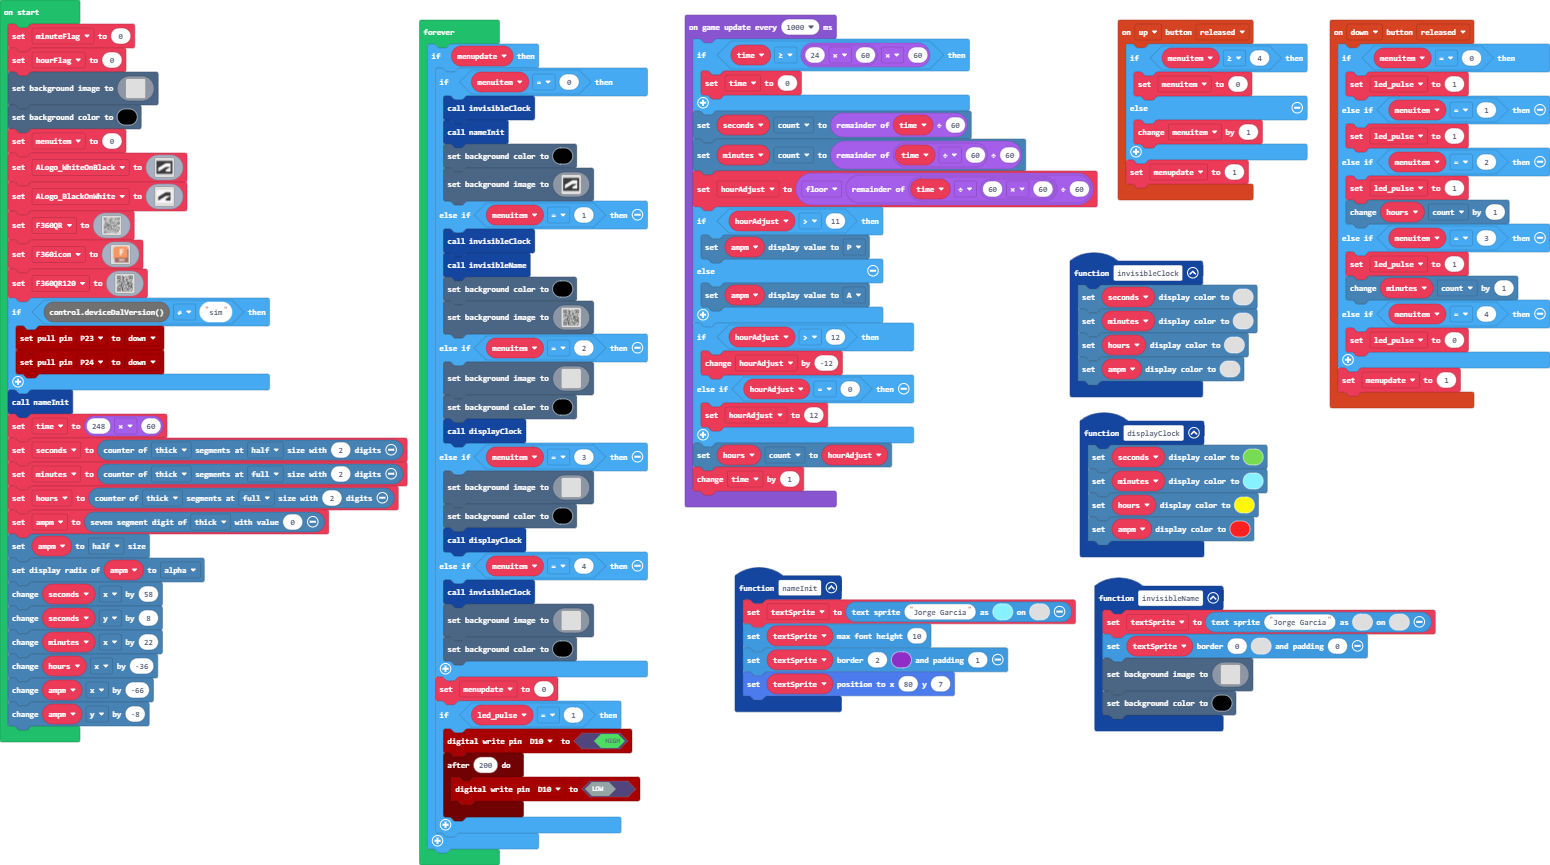 on start
set minuteFlag to 0
set hourFlag to 0
set background image to
set background color to
set menuitem to 0
set ALogo_WhiteOnBlack to
set ALogo_BlackOnWhite to
set F360QR to
set F360icon to
set F360QR120 to
if control.deviceDalVersion() ≠ "sim" then
set pull pin P23 to down
set pull pin P24 to down
call nameInit
set time to 248 × 60
set seconds to counter of thick segments at half size with 2 digits
set minutes to counter of thick segments at full size with 2 digits
set hours to counter of thick segments at full size with 2 digits
set ampm to seven segment digit of thick with value 0
set ampm to half size
set display radix of ampm to alpha
change seconds x by 58
change seconds y by 8
change minutes x by 22
change hours x by -36
change ampm x by -66
change ampm y by -8
forever
if menupdate then
if menuitem = 0 then
call invisibleClock
call nameInit
set background color to
set background image to
else if menuitem = 1 then
call invisibleClock
call invisibleName
set background color to
set background image to
else if menuitem = 2 then
set background image to
set background color to
call displayClock
else if menuitem = 3 then
set background image to
set background color to
call displayClock
else if menuitem = 4 then
call invisibleClock
set background image to
set background color to
set menupdate to 0
if led_pulse = 1 then
digital write pin D10 to HIGH
after 200 do
digital write pin D10 to LOW
on game update every 1000 ms
if time ≥ 24 × 60 × 60 then
set time to 0
set seconds count to remainder of time ÷ 60
set minutes count to remainder of time ÷ 60 ÷ 60
set hourAdjust to floor remainder of time ÷ 60 × 60 ÷ 60
if hourAdjust > 11 then
set ampm display value to P
else
set ampm display value to A
if hourAdjust > 12 then
change hourAdjust by -12
else if hourAdjust = 0 then
set hourAdjust to 12
set hours count to hourAdjust
change time by 1
on up button released
if menuitem ≥ 4 then
set menuitem to 0
else
change menuitem by 1
set menupdate to 1
on down button released
if menuitem = 0 then
set led_pulse to 1
else if menuitem = 1 then
set led_pulse to 1
else if menuitem = 2 then
set led_pulse to 1
change hours count by 1
else if menuitem = 3 then
set led_pulse to 1
change minutes count by 1
else if menuitem = 4 then
set led_pulse to 0
set menupdate to 1
function invisibleClock
set seconds display color to
set minutes display color to
set hours display color to
set ampm display color to
function displayClock
set seconds display color to
set minutes display color to
set hours display color to
set ampm display color to
function nameInit
set textSprite to text sprite "Jorge Garcia" as on
set textSprite max font height 10
set textSprite border 2 and padding 1
set textSprite position to x 80 y 7
function invisibleName
set textSprite to text sprite "Jorge Garcia" as on
set textSprite border 0 and padding 0
set background image to
set background color to